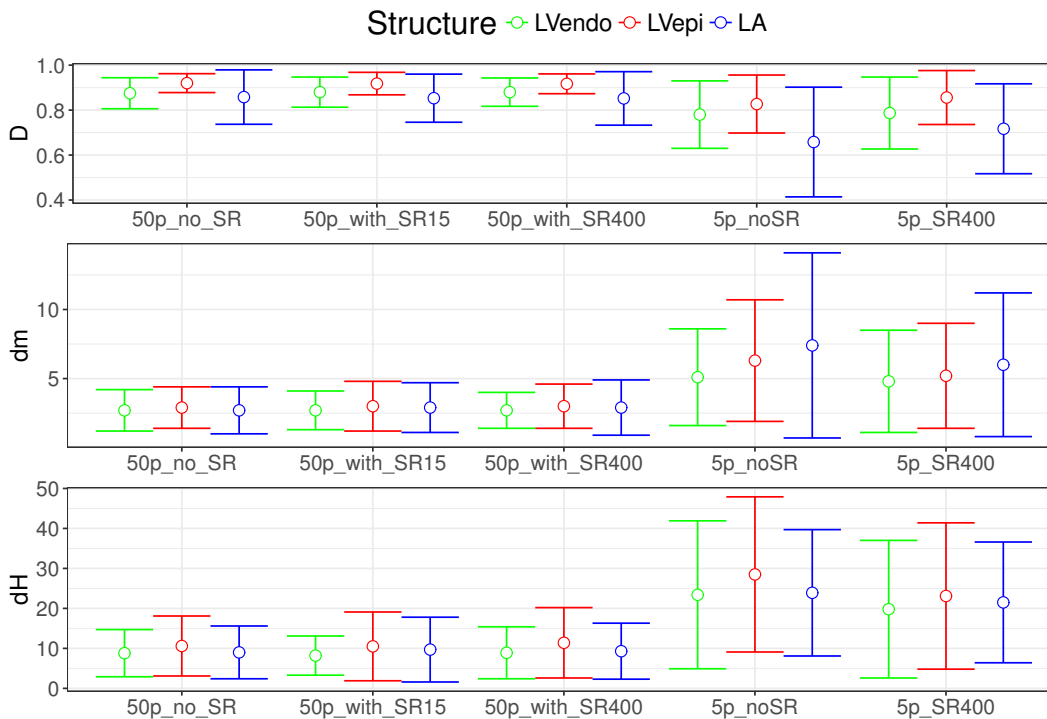 Structure LVendo LVepi LA
D
1.0
0.8
0.6
0.4
50p_no_SR 50p_with_SR15 50p_with_SR400 5p_noSR 5p_SR400
dm
10
5
50p_no_SR 50p_with_SR15 50p_with_SR400 5p_noSR 5p_SR400
dH
50
40
30
20
10
0
50p_no_SR 50p_with_SR15 50p_with_SR400 5p_noSR 5p_SR400